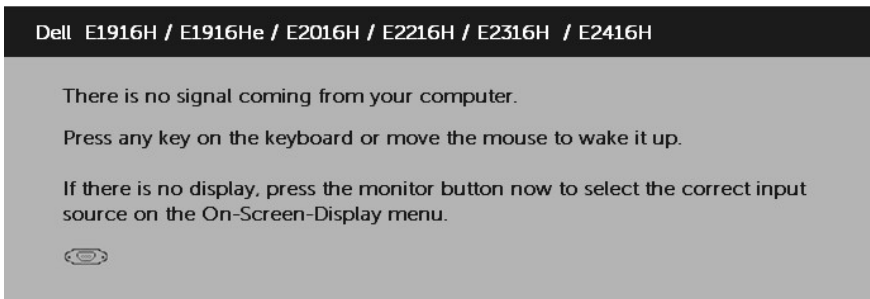 Dell E1916H / E1916He / E2016H / E2216H / E2316H / E2416H
There is no signal coming from your computer.
Press any key on the keyboard or move the mouse to wake it up.
If there is no display, press the monitor button now to select the correct input
source on the On-Screen-Display menu.